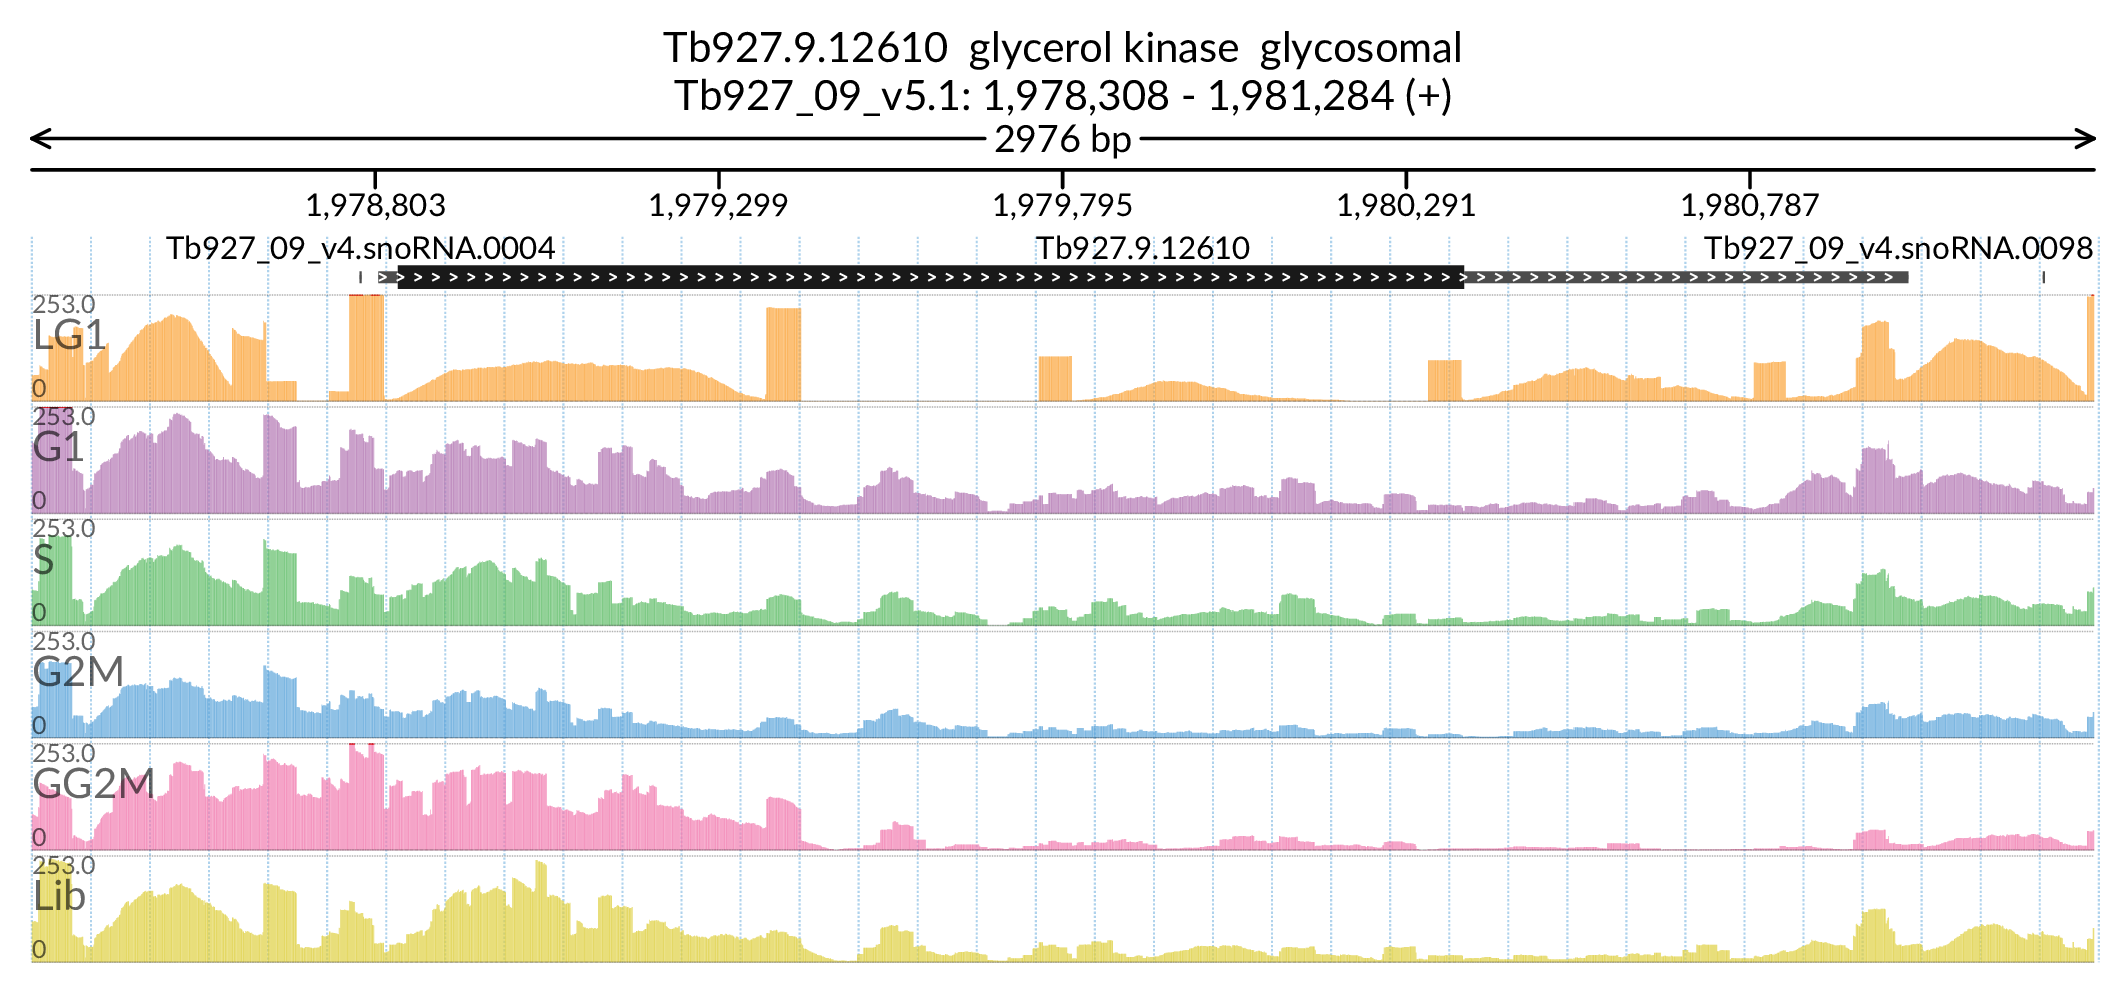 Tb927.9.12610 glycerol kinase glycosomal
Tb927_09_v5.1: 1,978,308 - 1,981,284 (+)
2976 bp
1,978,803 1,979,299 1,979,795 1,980,291 1,980,787
Tb927_09_v4.snoRNA.0004 Tb927.9.12610 Tb927_09_v4.snoRNA.0098
253.0
LG1
0
253.0
G1
0
253.0
S
0
253.0
G2M
0
253.0
GG2M
0
253.0
Lib
0